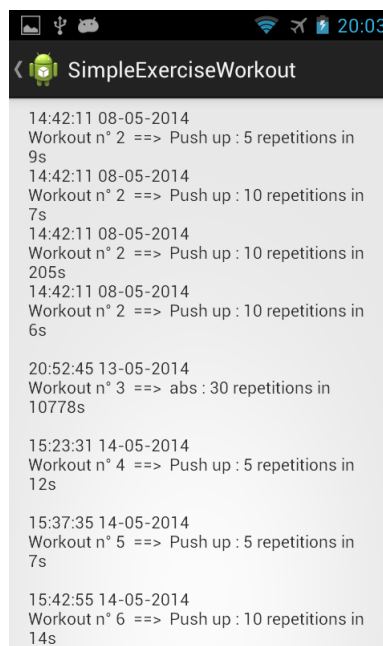 20:03
SimpleExerciseWorkout
14:42:11 08-05-2014
Workout n° 2 ==> Push up : 5 repetitions in
9s
14:42:11 08-05-2014
Workout n° 2 ==> Push up : 10 repetitions in
7s
14:42:11 08-05-2014
Workout n° 2 ==> Push up : 10 repetitions in
205s
14:42:11 08-05-2014
Workout n° 2 ==> Push up : 10 repetitions in
6s
20:52:45 13-05-2014
Workout n° 3 ==> abs : 30 repetitions in
10778s
15:23:31 14-05-2014
Workout n° 4 ==> Push up : 5 repetitions in
12s
15:37:35 14-05-2014
Workout n° 5 ==> Push up : 5 repetitions in
7s
15:42:55 14-05-2014
Workout n° 6 ==> Push up : 10 repetitions in
14s